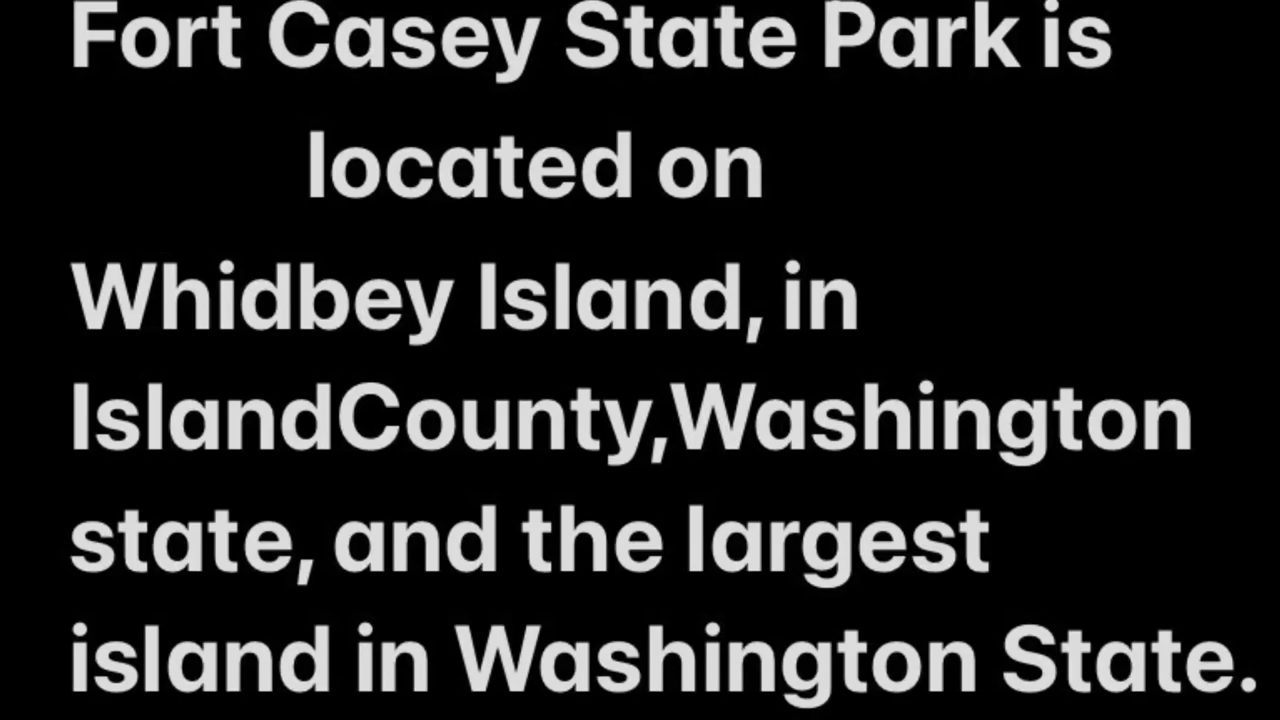 Fort Casey State Park is
located on
Whidbey Island, in
IslandCounty,Washington
state, and the largest
island in Washington State.